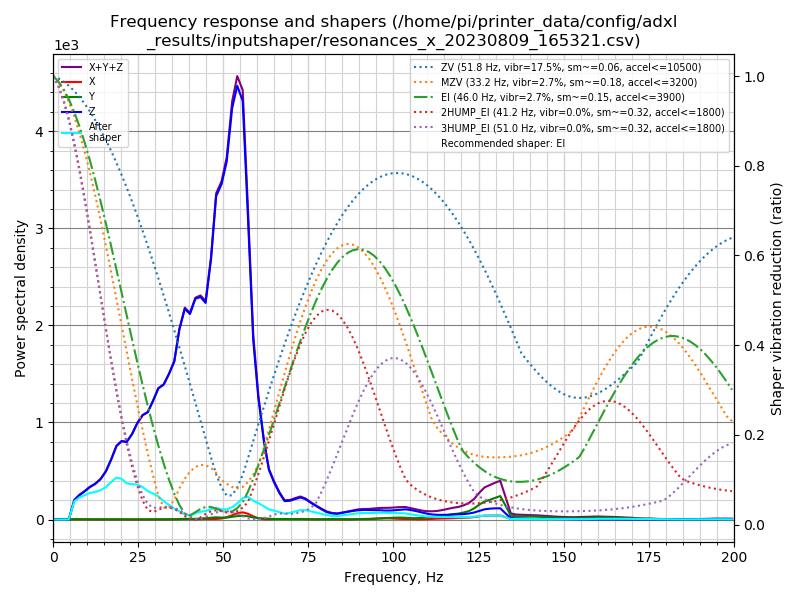 Frequency response and shapers (/home/pi/printer_data/config/adxl
_results/inputshaper/resonances_x_20230809_165321.csv)
1e3
X+Y+Z
X
Y
Z
After
shaper
ZV (51.8 Hz, vibr=17.5%, sm~=0.06, accel<=10500)
MZV (33.2 Hz, vibr=2.7%, sm~=0.18, accel<=3200)
EI (46.0 Hz, vibr=2.7%, sm~=0.15, accel<=3900)
2HUMP_EI (41.2 Hz, vibr=0.0%, sm~=0.32, accel<=1800)
3HUMP_EI (51.0 Hz, vibr=0.0%, sm~=0.32, accel<=1800)
Recommended shaper: EI
4
3
2
1
0
Power spectral density
1.0
0.8
0.6
0.4
0.2
0.0
Shaper vibration reduction (ratio)
0 25 50 75 100 125 150 175 200
Frequency, Hz